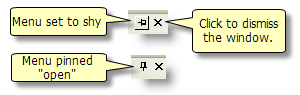 Menu set to shy
Click to dismiss
the window.
Menu pinned
"open"